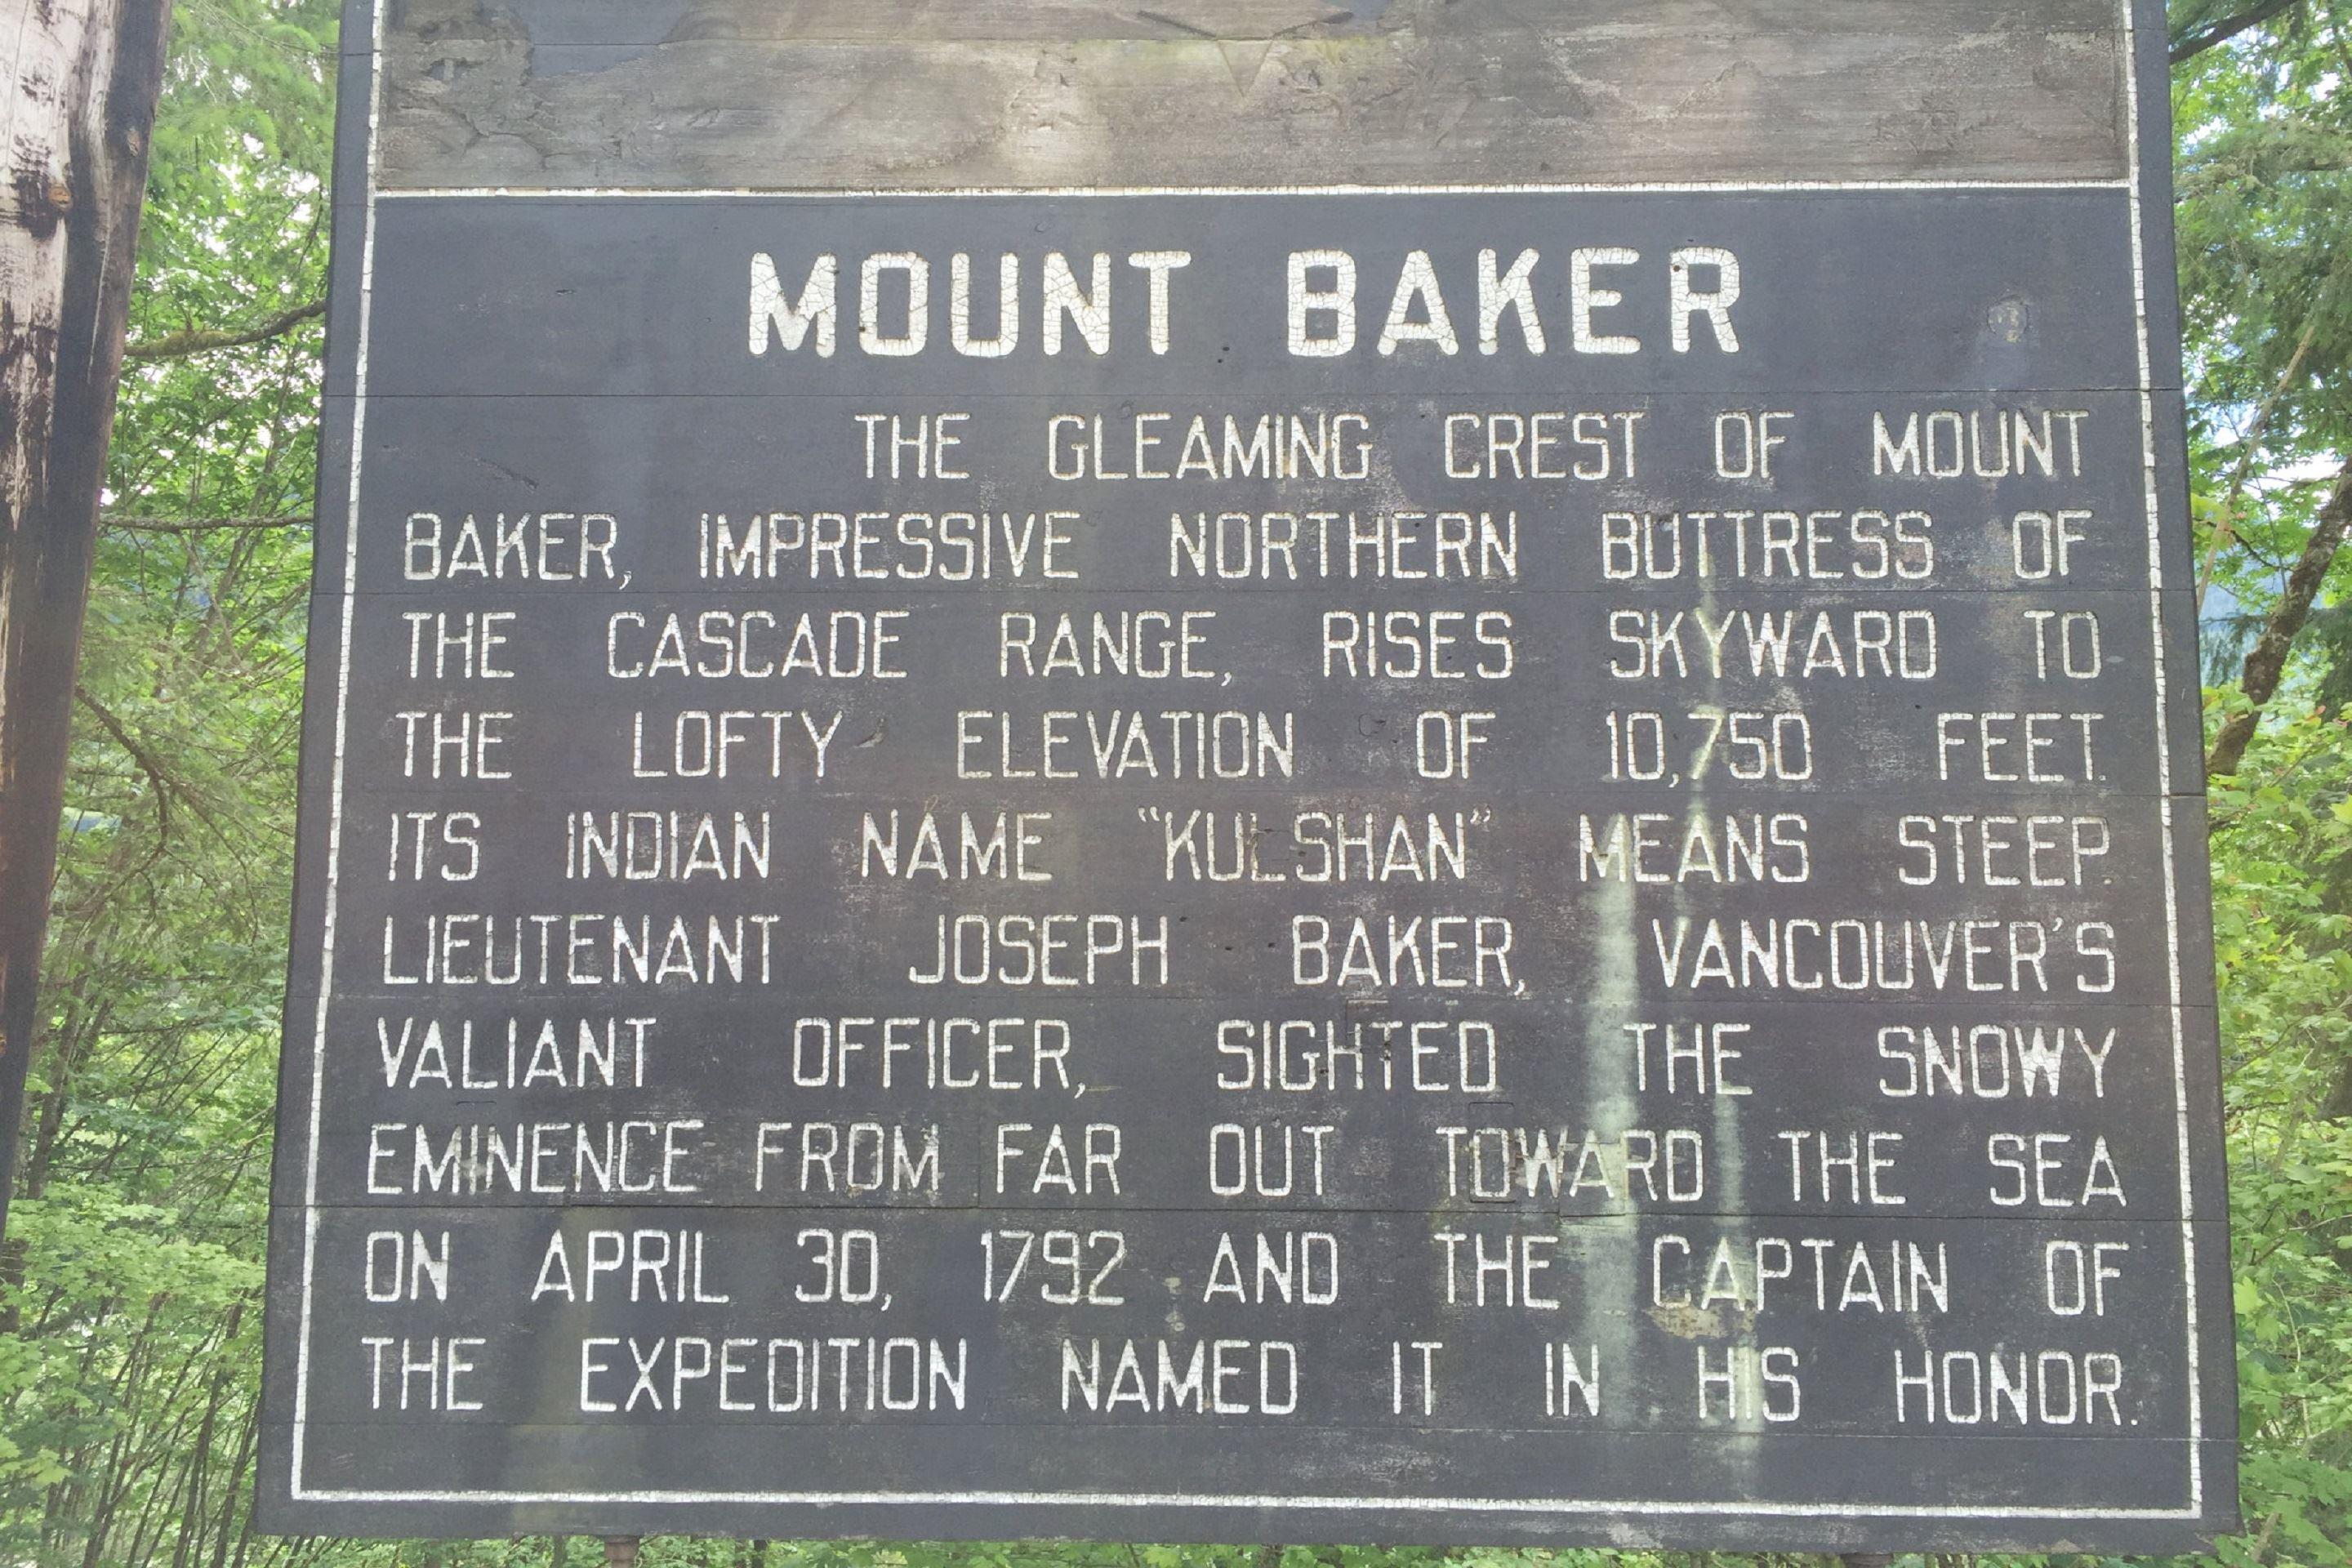 MOUNT BAKER
THE GLEAMING CREST OF MOUNT
BAKER, IMPRESSIVE NORTHERN BUTTRESS OF
THE CASCADE RANGE, RISES SKYWARD TO
THE LOFTY ELEVATION OF 10,750 FEET.
ITS INDIAN NAME “KULSHAN” MEANS STEEP.
LIEUTENANT JOSEPH BAKER, VANCOUVER’S
VALIANT OFFICER, SIGHTED THE SNOWY
EMINENCE FROM FAR OUT TOWARD THE SEA
ON APRIL 30, 1792 AND THE CAPTAIN OF
THE EXPEDITION NAMED IT IN HIS HONOR.